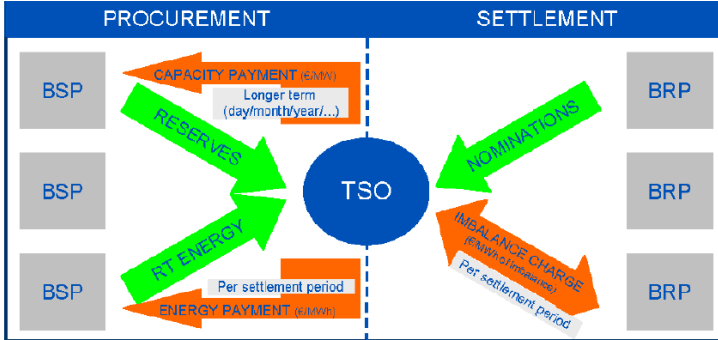 PROCUREMENT
SETTLEMENT
BSP
CAPACITY PAYMENT (€/MW)
Longer term
(day/month/year/...)
RESERVES
BSP
TSO
RT ENERGY
BSP
Per settlement period
ENERGY PAYMENT (€/MWh)
NOMINATIONS
BRP
BRP
IMBALANCE CHARGE
(€/MWh of imbalance)
Per settlement period
BRP